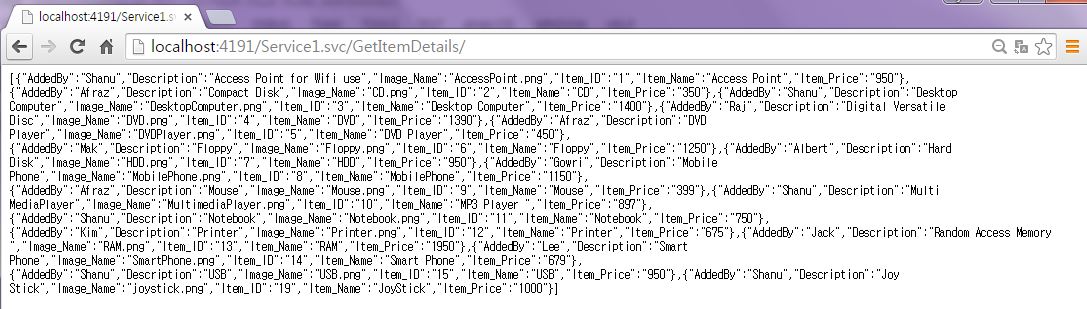 localhost:4191/Service1.sv
localhost:4191/Service1.svc/GetItemDetails/
[{"AddedBy":"Shanu","Description":"Access Point for Wifi use","Image_Name":"AccessPoint.png","Item_ID":"1","Item_Name":"Access Point","Item_Price":"950"},
{"AddedBy":"Afraz","Description":"Compact Disk","Image_Name":"CD.png","Item_ID":"2","Item_Name":"CD","Item_Price":"350"},{"AddedBy":"Shanu","Description":"Desktop
Computer","Image_Name":"DesktopComputer.png","Item_ID":"3","Item_Name":"Desktop Computer","Item_Price":"1400"},{"AddedBy":"Raj","Description":"Digital Versatile
Disc","Image_Name":"DVD.png","Item_ID":"4","Item_Name":"DVD","Item_Price":"1390"},{"AddedBy":"Afraz","Description":"DVD
Player","Image_Name":"DVDPlayer.png","Item_ID":"5","Item_Name":"DVD Player","Item_Price":"450"},
{"AddedBy":"Mak","Description":"Floppy","Image_Name":"Floppy.png","Item_ID":"6","Item_Name":"Floppy","Item_Price":"1250"},{"AddedBy":"Albert","Description":"Hard
Disk","Image_Name":"HDD.png","Item_ID":"7","Item_Name":"HDD","Item_Price":"950"},{"AddedBy":"Gowri","Description":"Mobile
Phone","Image_Name":"MobilePhone.png","Item_ID":"8","Item_Name":"MobilePhone","Item_Price":"1150"},
{"AddedBy":"Afraz","Description":"Mouse","Image_Name":"Mouse.png","Item_ID":"9","Item_Name":"Mouse","Item_Price":"399"},{"AddedBy":"Shanu","Description":"Multi
MediaPlayer","Image_Name":"MultimediaPlayer.png","Item_ID":"10","Item_Name":"MP3 Player ","Item_Price":"897"},
{"AddedBy":"Shanu","Description":"Notebook","Image_Name":"Notebook.png","Item_ID":"11","Item_Name":"Notebook","Item_Price":"750"},
{"AddedBy":"Kim","Description":"Printer","Image_Name":"Printer.png","Item_ID":"12","Item_Name":"Printer","Item_Price":"675"},{"AddedBy":"Jack","Description":"Random Access Memory
","Image_Name":"RAM.png","Item_ID":"13","Item_Name":"RAM","Item_Price":"1950"},{"AddedBy":"Lee","Description":"Smart
Phone","Image_Name":"SmartPhone.png","Item_ID":"14","Item_Name":"Smart Phone","Item_Price":"679"},
{"AddedBy":"Shanu","Description":"USB","Image_Name":"USB.png","Item_ID":"15","Item_Name":"USB","Item_Price":"950"},{"AddedBy":"Shanu","Description":"Joy
Stick","Image_Name":"joystick.png","Item_ID":"19","Item_Name":"JoyStick","Item_Price":"1000"}]